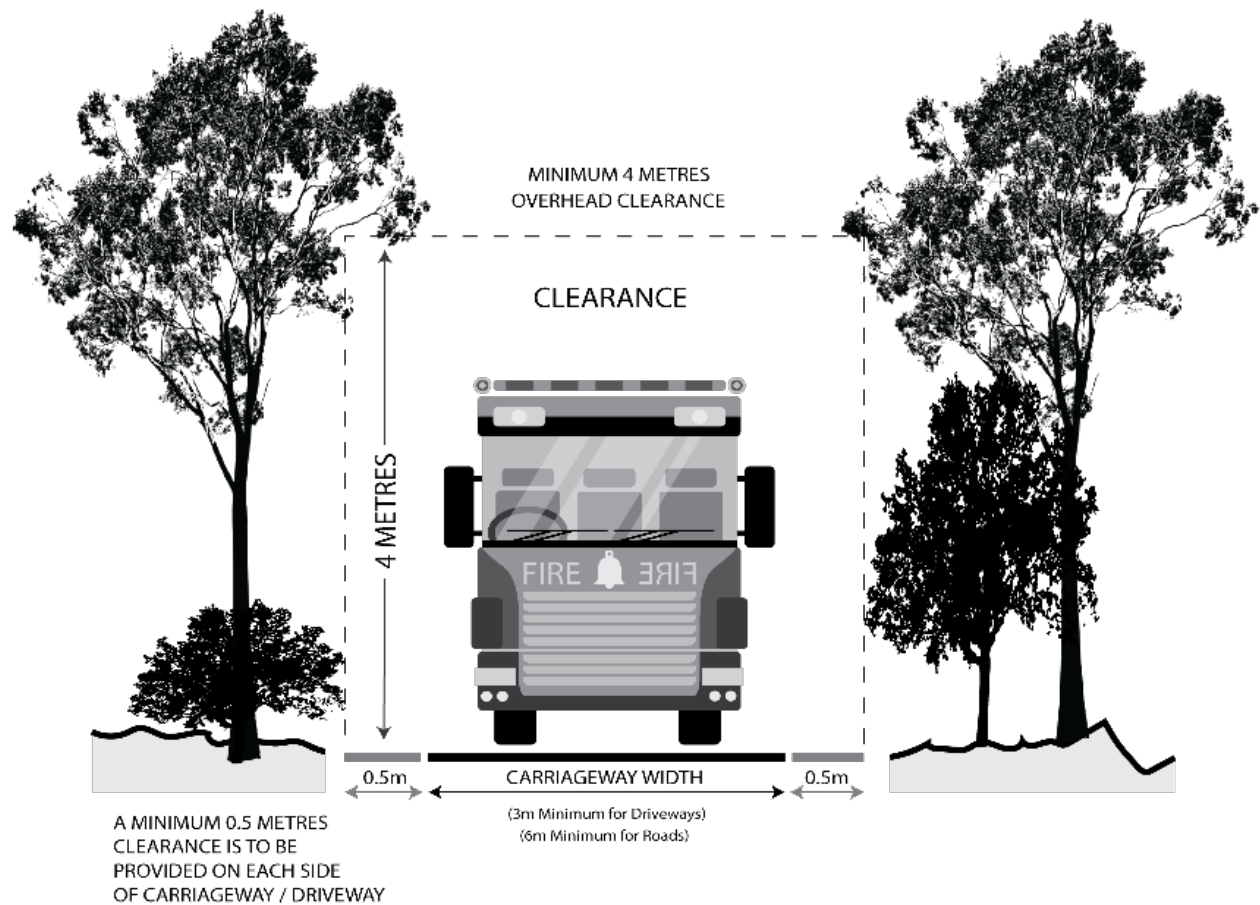 MINIMUM 4 METRES
OVERHEAD CLEARANCE
CLEARANCE
4 METRES
FIRE FIRE
0.5m
CARRIAGEWAY WIDTH
0.5m
(3m Minimum for Driveways)
(6m Minimum for Roads)
A MINIMUM 0.5 METRES
CLEARANCE IS TO BE
PROVIDED ON EACH SIDE
OF CARRIAGEWAY / DRIVEWAY